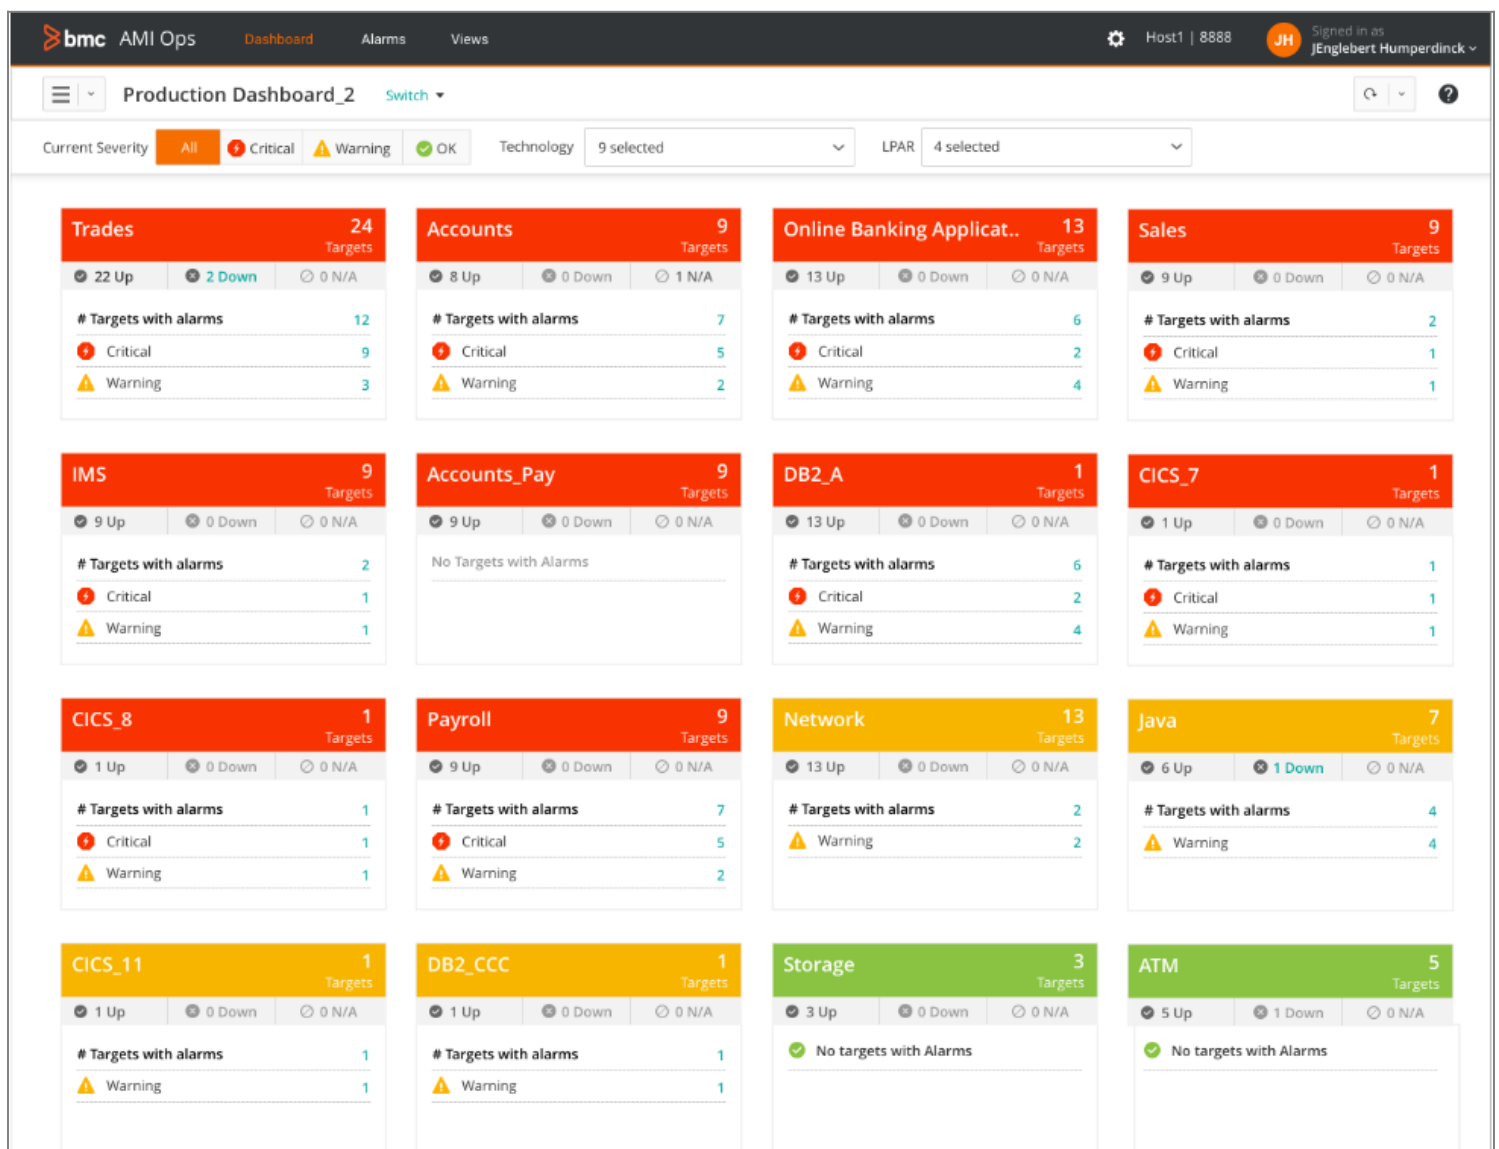 bmc AMI Ops Dashboard Alarms Views Host1 | 8888 JH Signed in as
JEnglebert Humperdinck
Production Dashboard_2 Switch
Current Severity All Critical Warning OK Technology 9 selected LPAR 4 selected
Trades 24 Targets
22 Up 2 Down 0 N/A
# Targets with alarms 12
Critical 9
Warning 3
Accounts 9 Targets
8 Up 0 Down 1 N/A
# Targets with alarms 7
Critical 5
Warning 2
Online Banking Applicat.. 13 Targets
13 Up 0 Down 0 N/A
# Targets with alarms 6
Critical 2
Warning 4
Sales 9 Targets
9 Up 0 Down 0 N/A
# Targets with alarms 2
Critical 1
Warning 1
IMS 9 Targets
9 Up 0 Down 0 N/A
# Targets with alarms 2
Critical 1
Warning 1
Accounts_Pay 9 Targets
9 Up 0 Down 0 N/A
No Targets with Alarms
DB2_A 1 Targets
13 Up 0 Down 0 N/A
# Targets with alarms 6
Critical 2
Warning 4
CICS_7 1 Targets
1 Up 0 Down 0 N/A
# Targets with alarms 1
Critical 1
Warning 1
CICS_8 1 Targets
1 Up 0 Down 0 N/A
# Targets with alarms 1
Critical 1
Warning 1
Payroll 9 Targets
9 Up 0 Down 0 N/A
# Targets with alarms 7
Critical 5
Warning 2
Network 13 Targets
13 Up 0 Down 0 N/A
# Targets with alarms 2
Warning 2
Java 7 Targets
6 Up 1 Down 0 N/A
# Targets with alarms 4
Warning 4
CICS_11 1 Targets
1 Up 0 Down 0 N/A
# Targets with alarms 1
Warning 1
DB2_CCC 1 Targets
1 Up 0 Down 0 N/A
# Targets with alarms 1
Warning 1
Storage 3 Targets
3 Up 0 Down 0 N/A
No targets with Alarms
ATM 5 Targets
5 Up 1 Down 0 N/A
No targets with Alarms